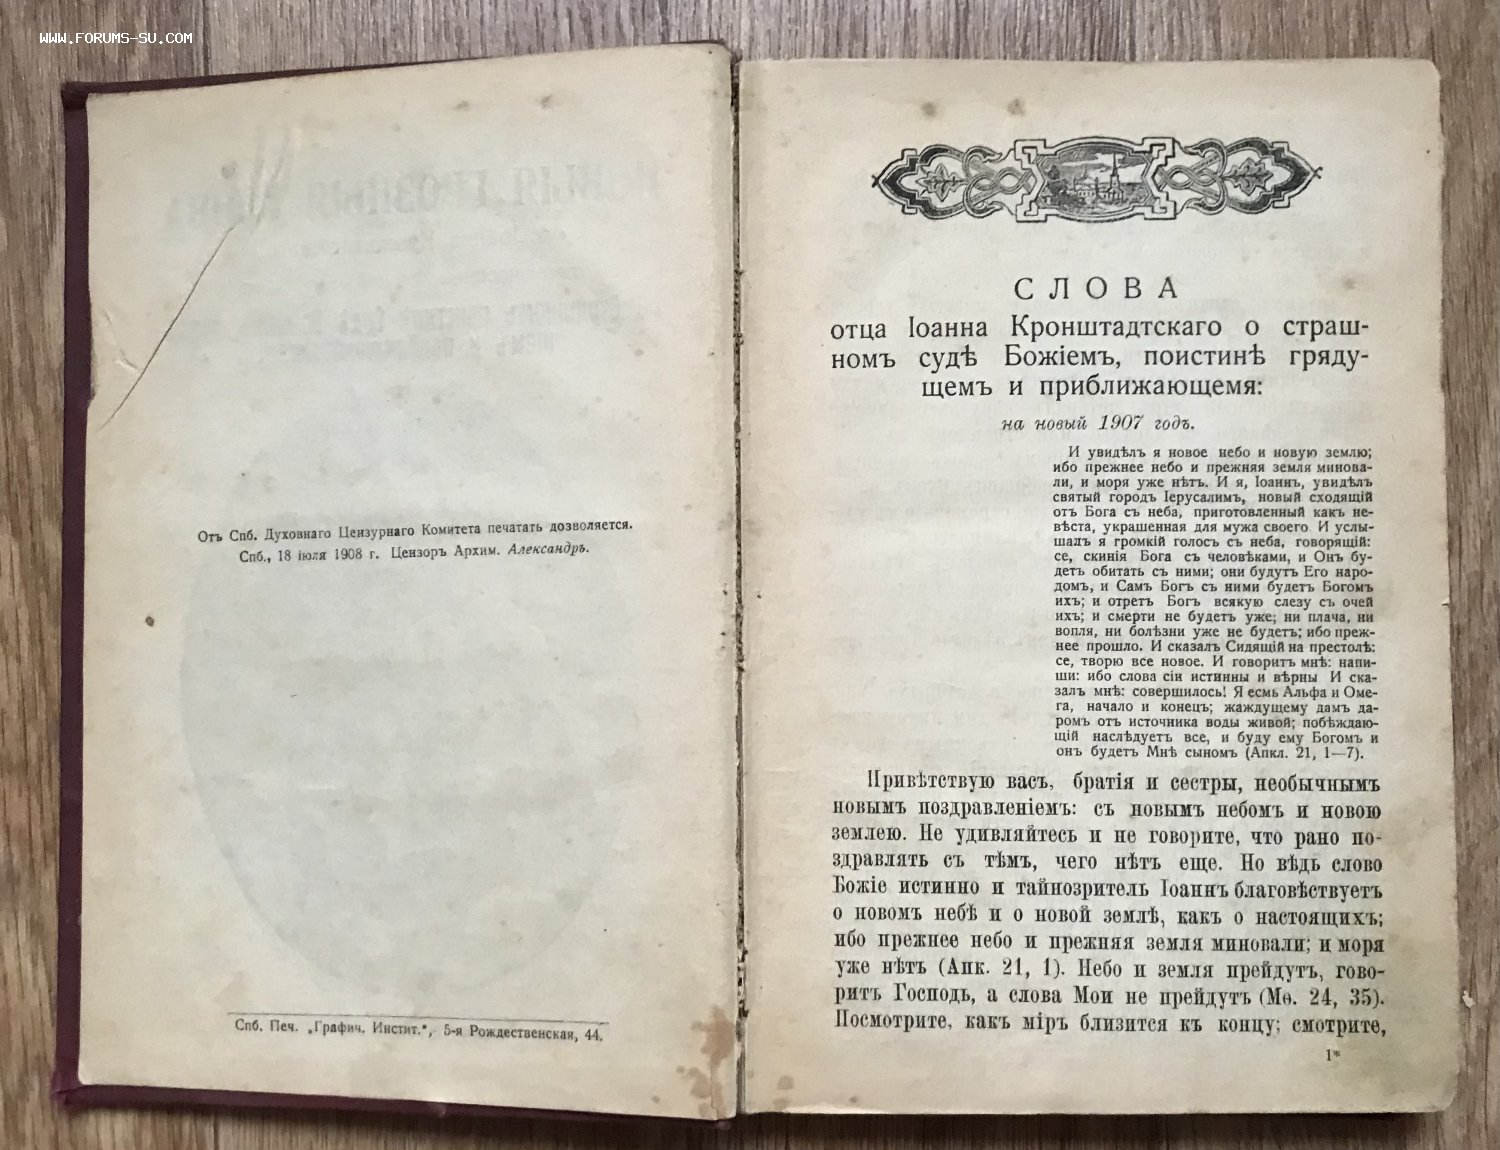 WWW.FORUMS-SU.COM
Отъ Спб. Духовнаго Цензурнаго Комитета печатать дозволяется.
Спб., 18 іюля 1908 г. Цензоръ Архим. Александръ.
Спб. Печ. „Графич. Инстит.“, 5-я Рождественская, 44.
СЛОВА
отца Іоанна Кронштадтскаго о страш-
номъ судѣ Божіемъ, поистинѣ гряду-
щемъ и приближающемя:
на новый 1907 годъ.
И увидѣлъ я новое небо и новую землю;
ибо прежнее небо и прежняя земля минова-
ли, и моря уже нѣтъ. И я, Іоаннъ, увидѣлъ
святый городъ Іерусалимъ, новый сходящій
отъ Бога съ неба, приготовленный какъ не-
вѣста, украшенная для мужа своего И услы-
шалъ я громкій голосъ съ неба, говорящій:
се, скинія Бога съ человѣками, и Онъ бу-
детъ обитать съ ними; они будутъ Его наро-
домъ, и Самъ Богъ съ ними будетъ Богомъ
ихъ; и отретъ Богъ всякую слезу съ очей
ихъ; и смерти не будетъ уже; ни плача, ни
вопля, ни болѣзни уже не будетъ; ибо преж-
нее прошло. И сказалъ Сидящій на престолѣ:
се, творю все новое. И говоритъ мнѣ: напи-
ши: ибо слова сіи истинны и вѣрны И ска-
залъ мнѣ: совершилось! Я есмь Альфа и Оме-
га, начало и конецъ; жаждущему дамъ да-
ромъ отъ источника воды живой; побѣждаю-
щій наслѣдуетъ все, и буду ему Богомъ и
онъ будетъ Мнѣ сыномъ (Апкл. 21, 1—7).
Привѣтствую васъ, братія и сестры, необычнымъ
новымъ поздравленіемъ: съ новымъ небомъ и новою
землею. Не удивляйтесь и не говорите, что рано по-
здравлять съ тѣмъ, чего нѣтъ еще. Но вѣдь слово
Божіе истинно и тайнозритель Іоаннъ благовѣствуетъ
о новомъ небѣ и о новой землѣ, какъ о настоящихъ;
ибо прежнее небо и прежняя земля миновали; и моря
уже нѣтъ (Апк. 21, 1). Небо и земля прейдутъ, гово-
ритъ Господь, а слова Мои не прейдутъ (Мѳ. 24, 35).
Посмотрите, какъ міръ близится къ концу; смотрите,
1*